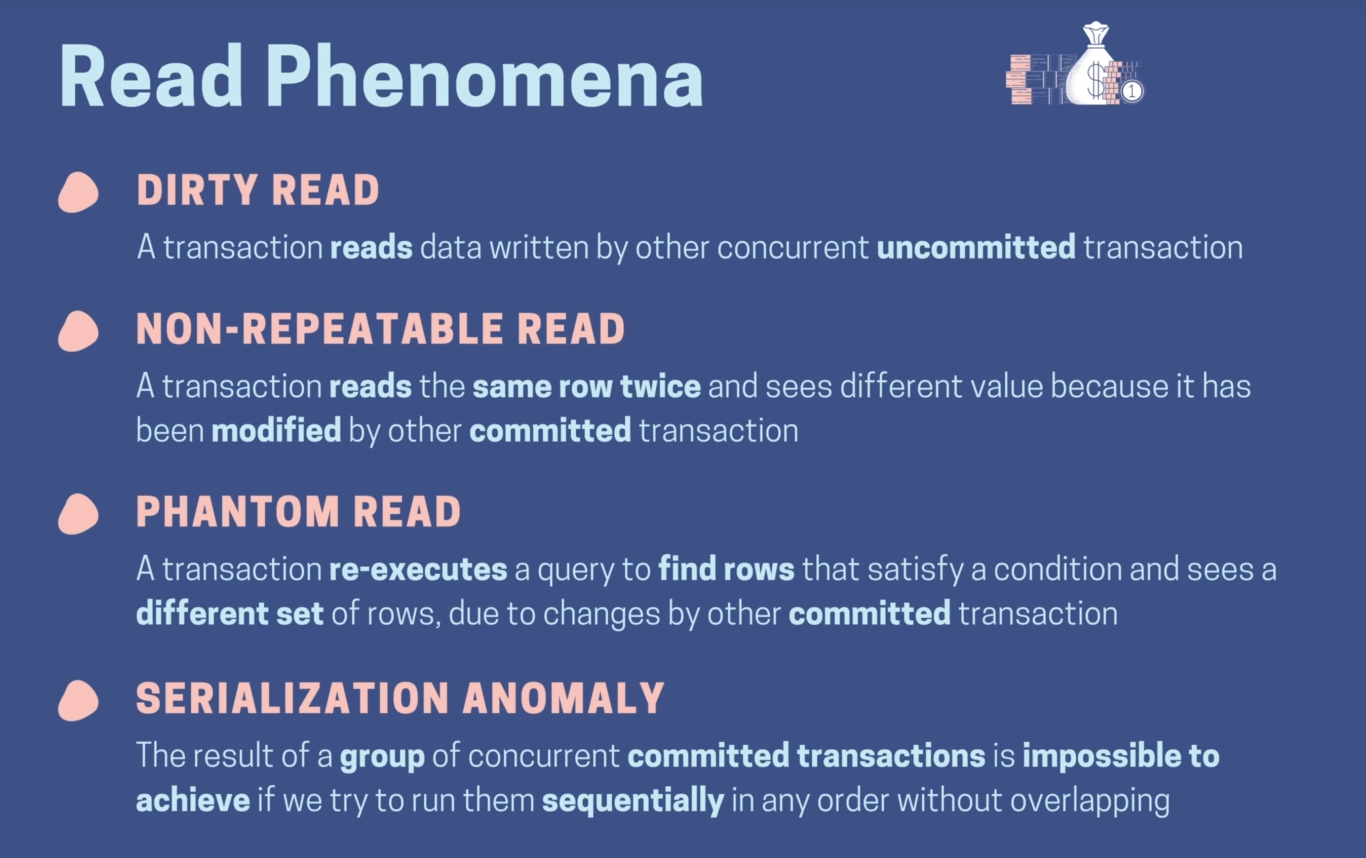 Read Phenomena
$
1
DIRTY READ
A transaction reads data written by other concurrent uncommitted transaction
NON-REPEATABLE READ
A transaction reads the same row twice and sees different value because it has
been modified by other committed transaction
PHANTOM READ
A transaction re-executes a query to find rows that satisfy a condition and sees a
different set of rows, due to changes by other committed transaction
SERIALIZATION ANOMALY
The result of a group of concurrent committed transactions is impossible to
achieve if we try to run them sequentially in any order without overlapping